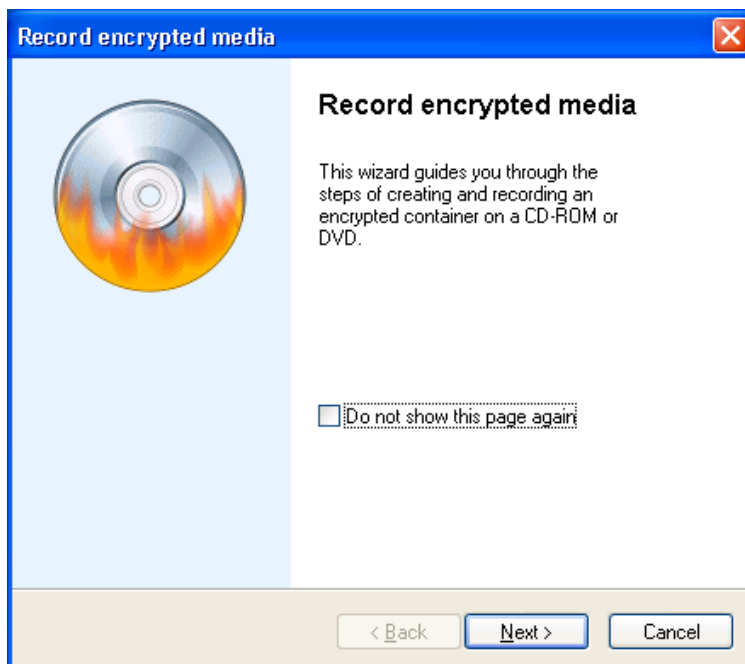 Record encrypted media
Record encrypted media
This wizard guides you through the
steps of creating and recording an
encrypted container on a CD-ROM or
DVD.
Do not show this page again
< Back
Next >
Cancel